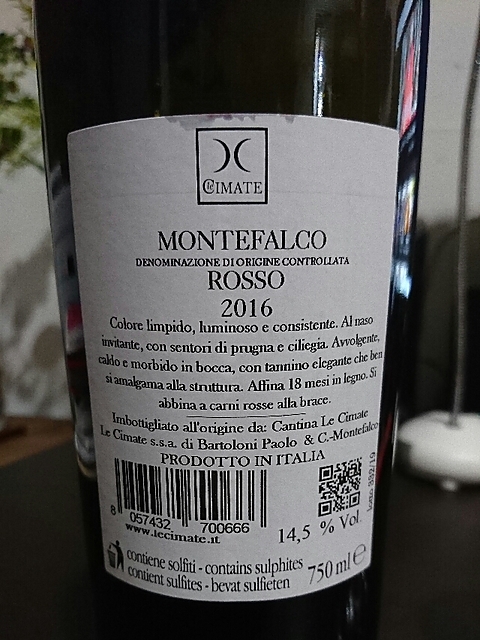 Le CIMATE
MONTEFALCO
DENOMINAZIONE DI ORIGINE CONTROLLATA
ROSSO
2016
Colore limpido, luminoso e consistente. Al naso
invitante, con sentori di prugna e ciliegia. Avvolgente,
caldo e morbido in bocca, con tannino elegante che ben
si amalgama alla struttura. Affina 18 mesi in legno. Si
abbina a carni rosse alla brace.
Imbottigliato all'origine da: Cantina Le Cimate
Le Cimate s.s.a. di Bartoloni Paolo & C.-Montefalco
PRODOTTO IN ITALIA
8 057432 700666
www.lecimate.it
14,5 % Vol.
lotto 352/19
contiene solfiti - contains sulphites
contient sulfites - bevat sulfieten
750 ml e